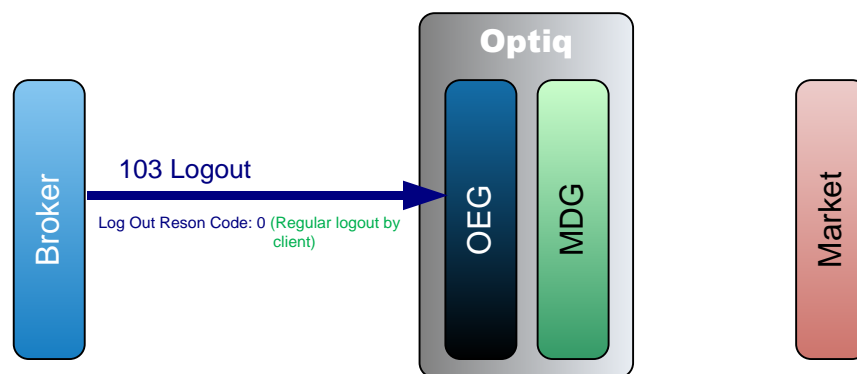 Optiq
Broker
103 Logout
Log Out Reson Code: 0 (Regular logout by
client)
OEG
MDG
Market